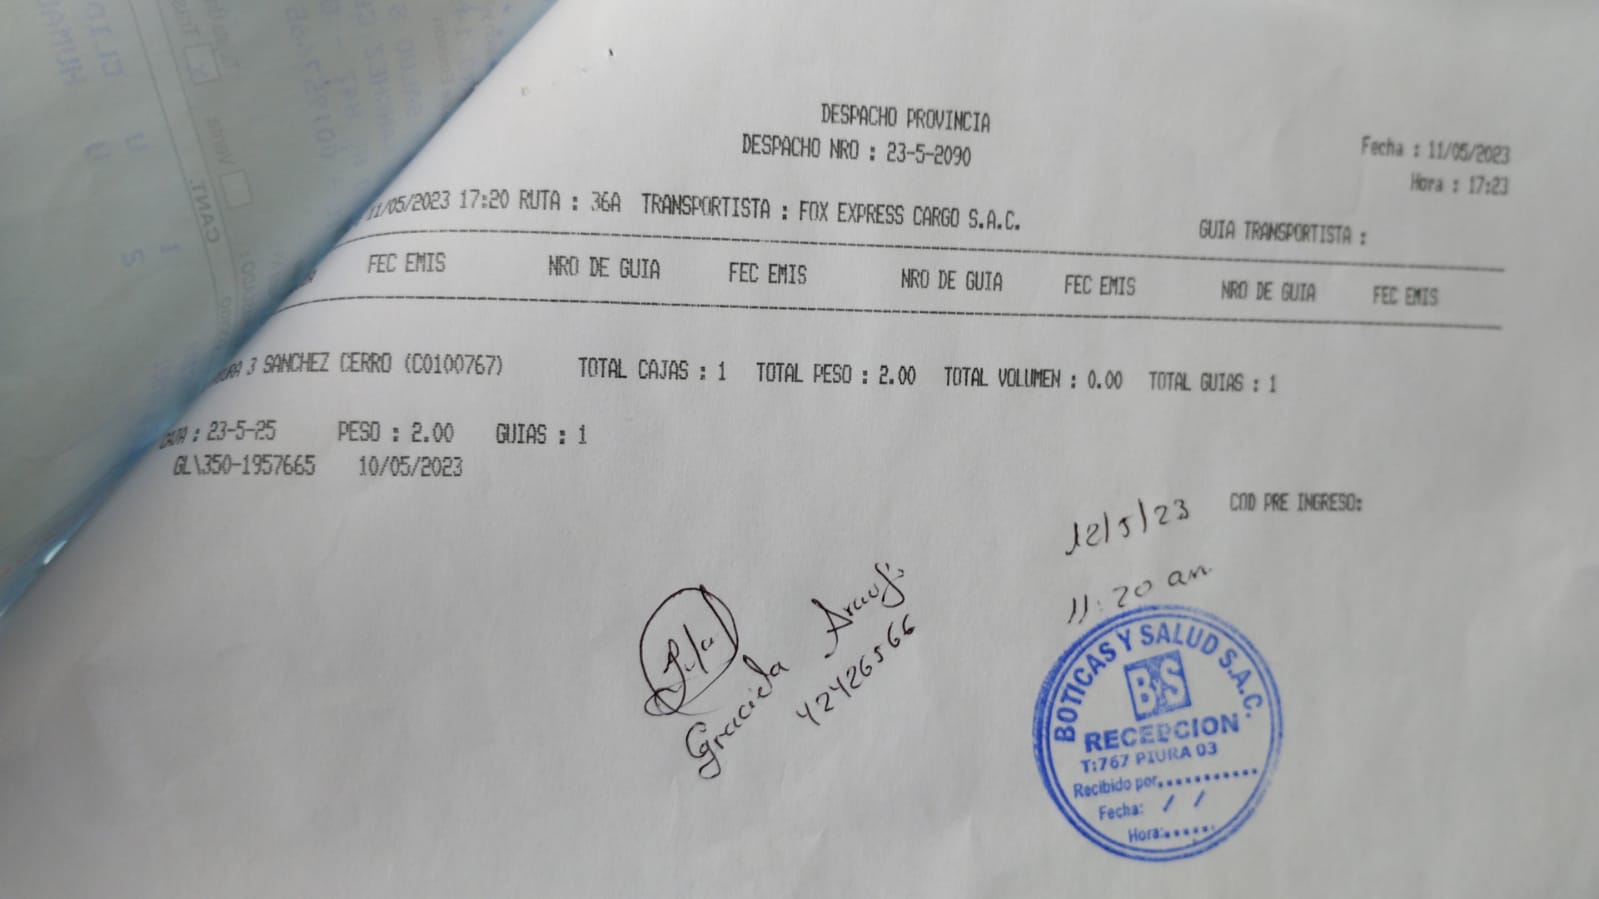 DESPACHO PROVINCIA
DESPACHO NRO : 23-5-2090
Fecha : 11/05/2023
Hora : 17:23
11/05/2023 17:20 RUTA : 36A TRANSPORTISTA : FOX EXPRESS CARGO S.A.C.
GUIA TRANSPORTISTA :
FEC EMIS NRO DE GUIA FEC EMIS NRO DE GUIA FEC EMIS NRO DE GUIA FEC EMIS
3 SANCHEZ CERRO (C0100767) TOTAL CAJAS : 1 TOTAL PESO : 2.00 TOTAL VOLUMEN : 0.00 TOTAL GUIAS : 1
CAJA : 23-5-25 PESO : 2.00 GUIAS : 1
GL\350-1957665 10/05/2023
COD PRE INGRESO:
12/5/23
11:20 am
Graciela Araujo
42426566
BOTICAS Y SALUD S.A.C.
BS
RECEPCION
T:767 PIURA 03
Recibido por...........
Fecha: / /
Hora:......
CANT.
Venta